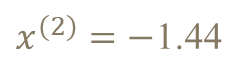 x⁽²⁾ = −1.44